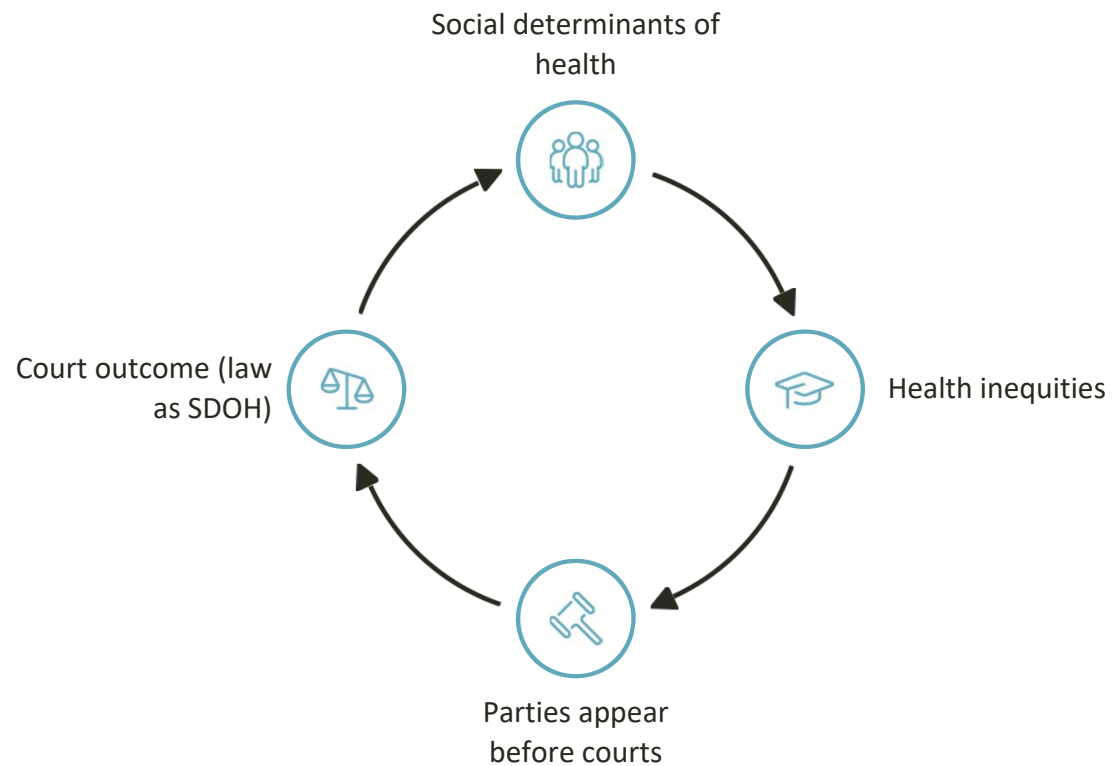 Social determinants of
health
Health inequities
Parties appear
before courts
Court outcome (law
as SDOH)